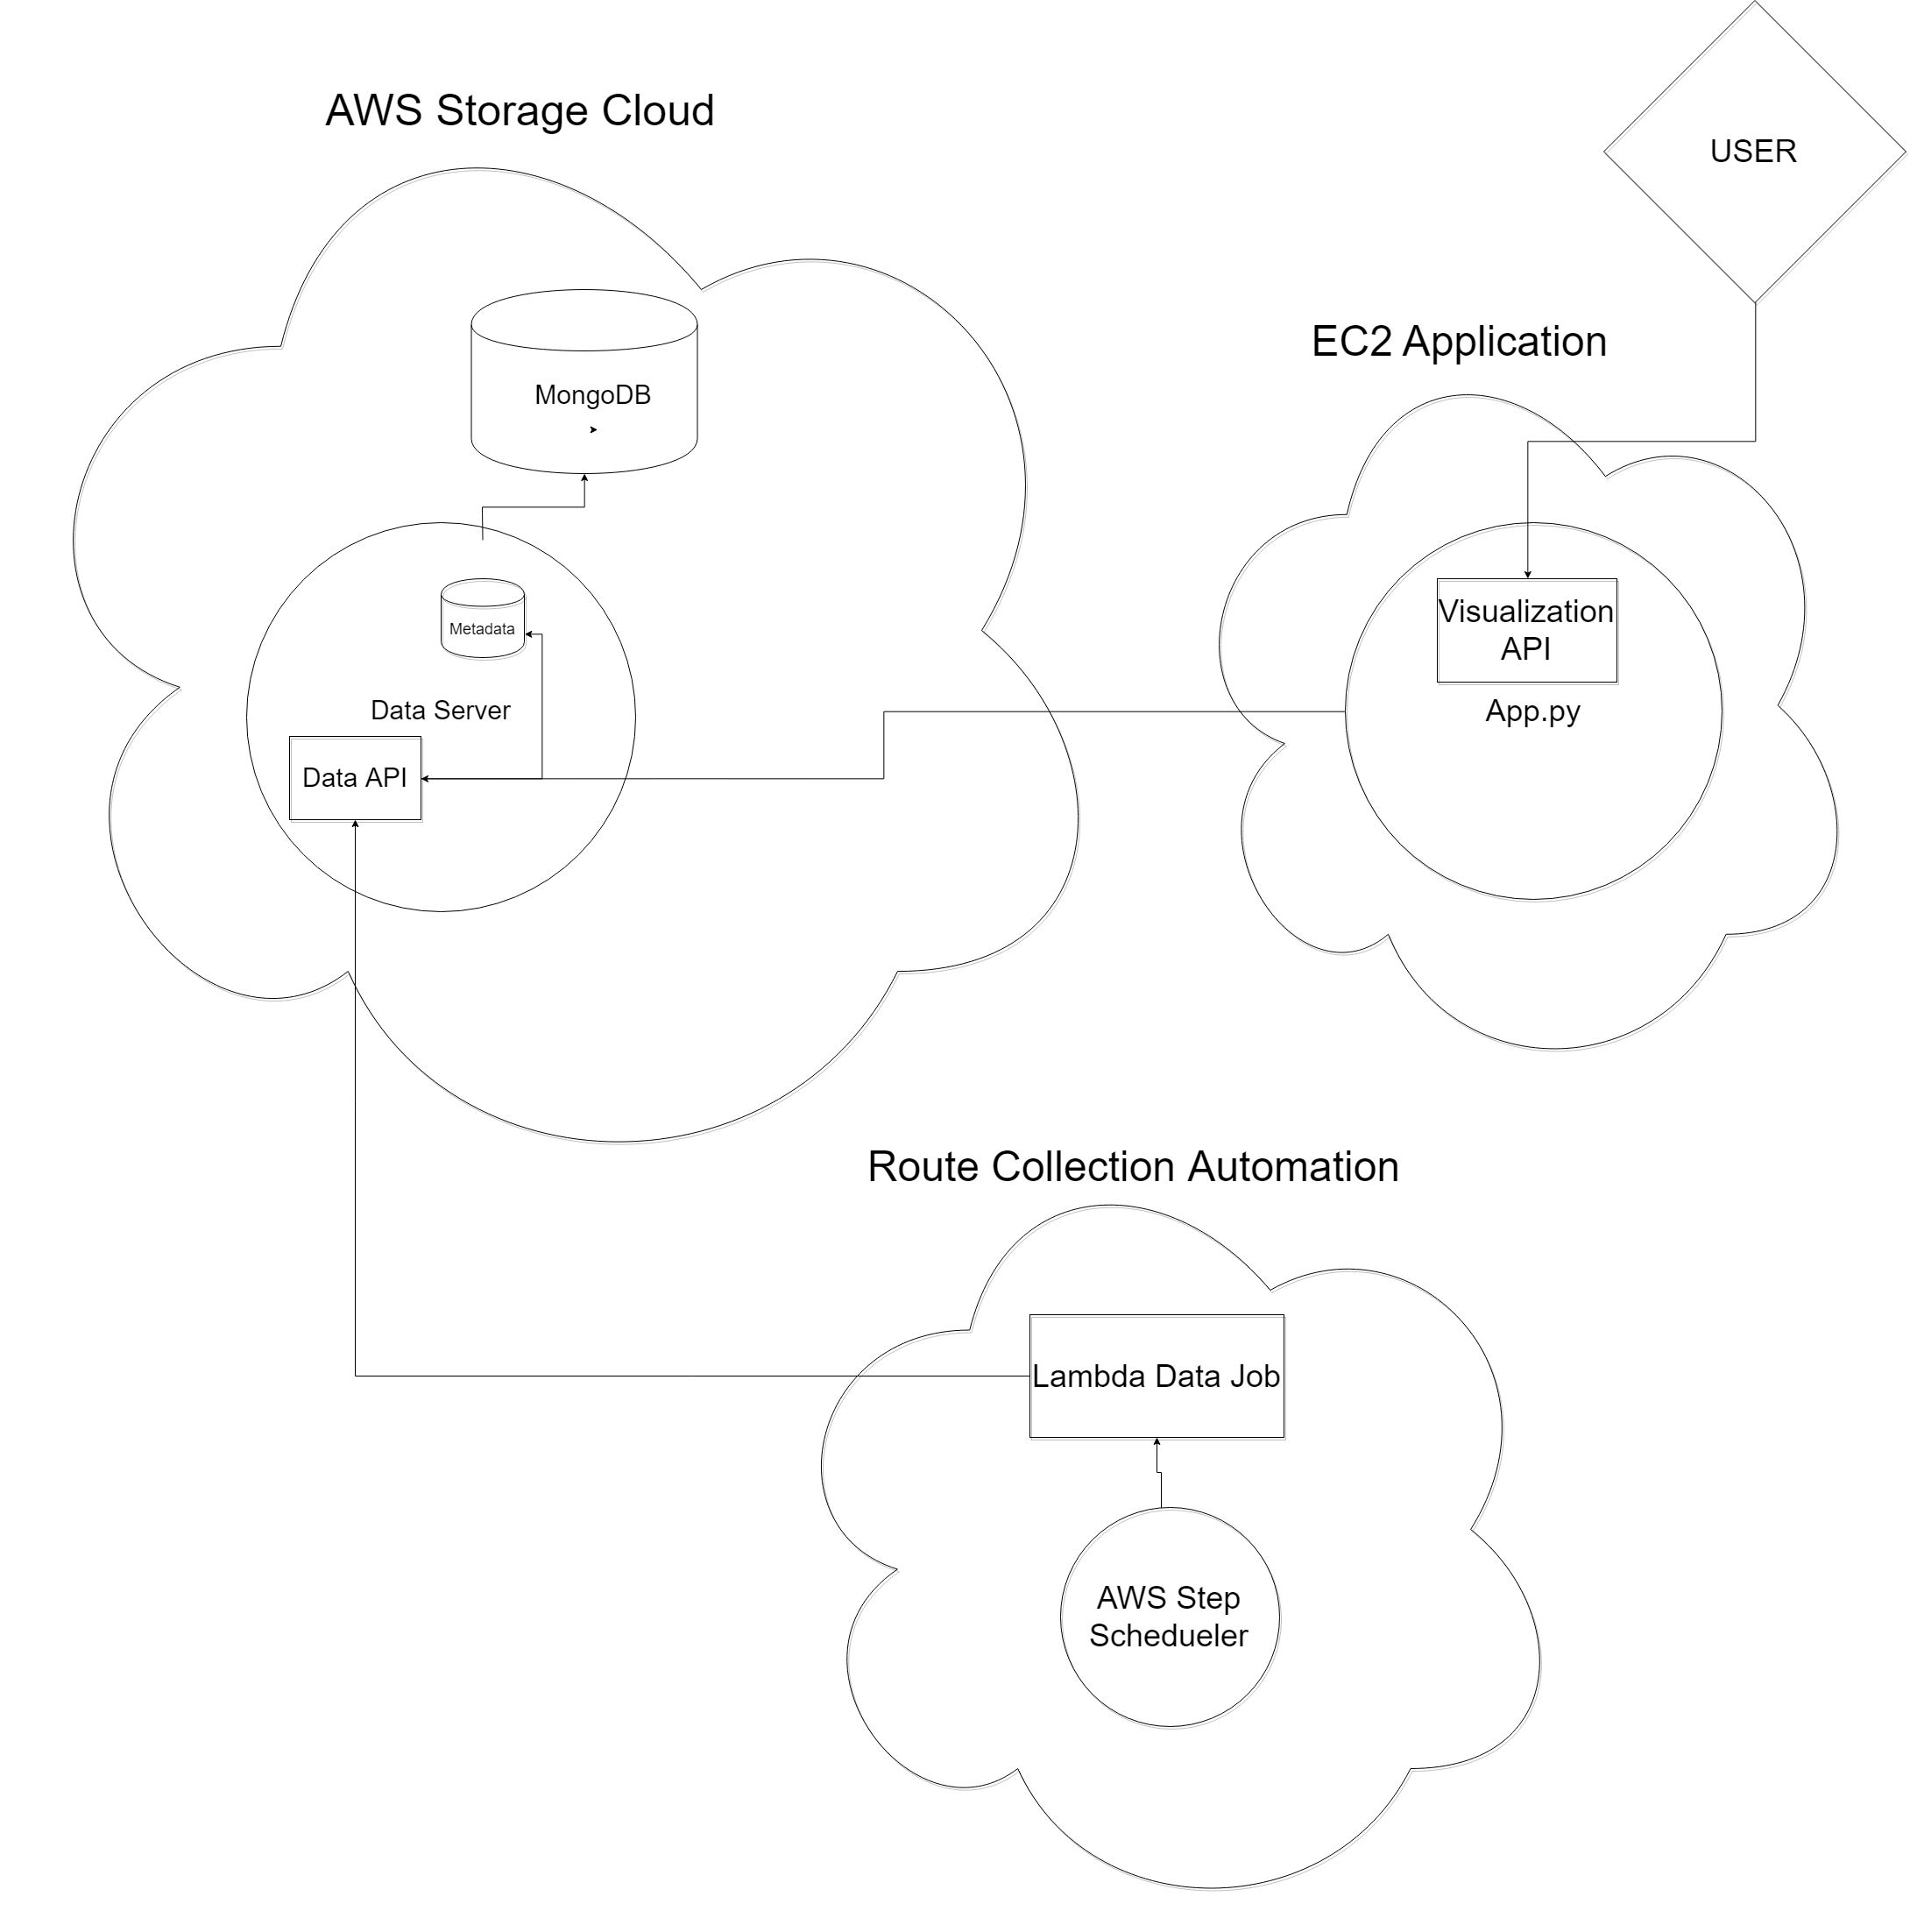 AWS Storage Cloud
USER
EC2 Application
MongoDB
Visualization
API
App.py
Metadata
Data Server
Data API
Route Collection Automation
Lambda Data Job
AWS Step
Schedueler